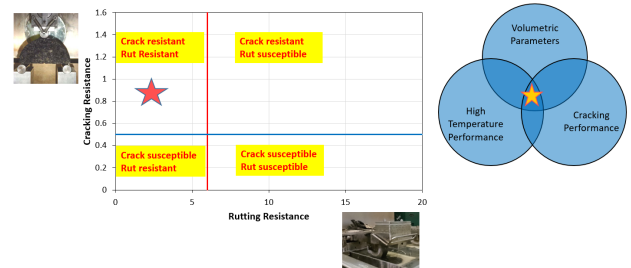 1.6
1.4
1.2
1
0.8
0.6
0.4
0.2
0
Cracking Resistance
Crack resistant
Rut Resistant
Crack resistant
Rut susceptible
Crack susceptible
Rut resistant
Crack susceptible
Rut susceptible
0
5
10
15
20
Rutting Resistance
Volumetric
Parameters
High
Temperature
Performance
Cracking
Performance